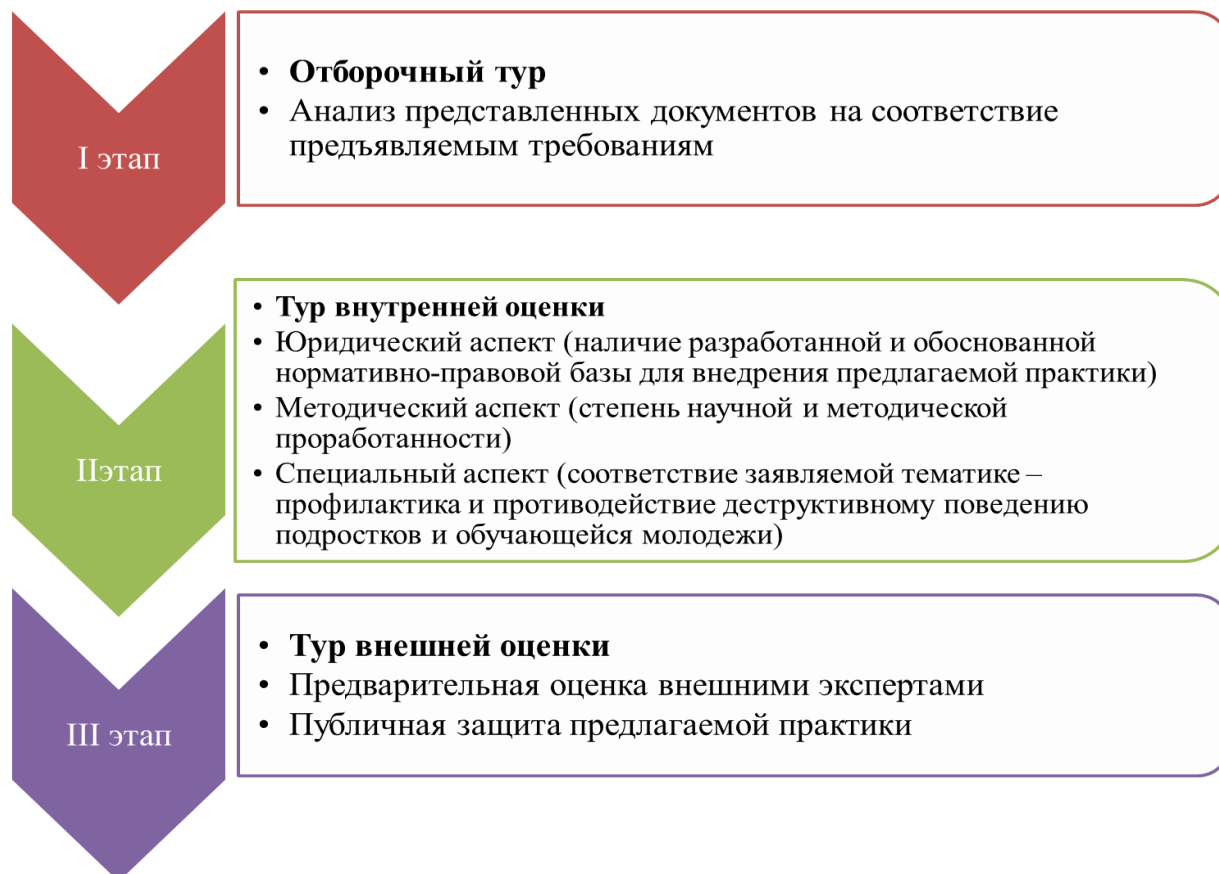 I этап
• Отборочный тур
• Анализ представленных документов на соответствие
предъявляемым требованиям
IIэтап
• Тур внутренней оценки
• Юридический аспект (наличие разработанной и обоснованной
нормативно-правовой базы для внедрения предлагаемой практики)
• Методический аспект (степень научной и методической
проработанности)
• Специальный аспект (соответствие заявляемой тематике –
профилактика и противодействие деструктивному поведению
подростков и обучающейся молодежи)
III этап
• Тур внешней оценки
• Предварительная оценка внешними экспертами
• Публичная защита предлагаемой практики